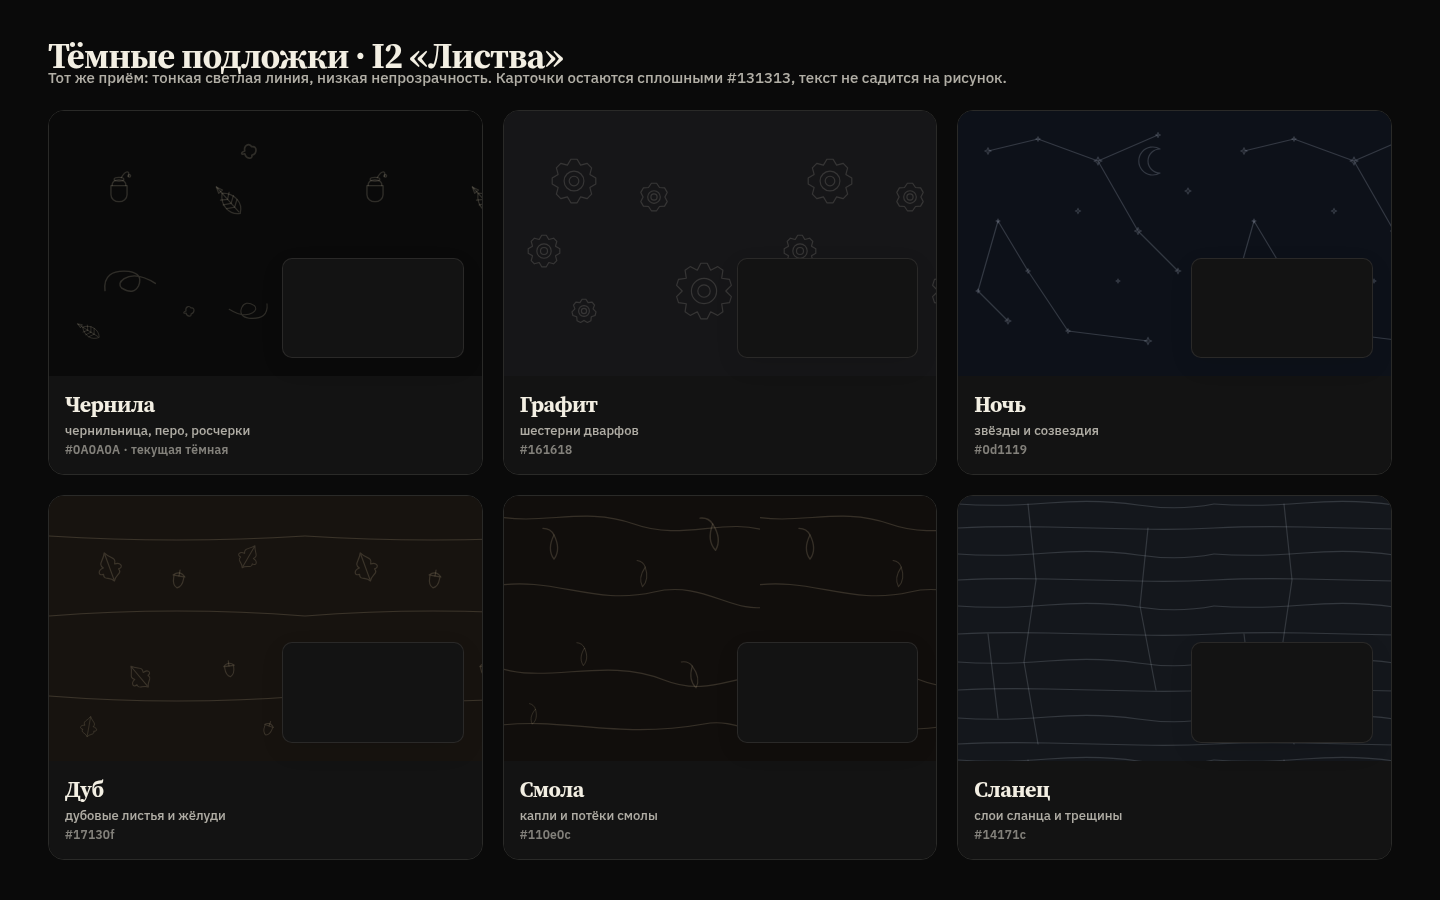 Тёмные подложки · I2 «Листва»
Тот же приём: тонкая светлая линия, низкая непрозрачность. Карточки остаются сплошными #131313, текст не садится на рисунок.
Чернила
чернильница, перо, росчерки
#0A0A0A · текущая тёмная
Графит
шестерни дварфов
#161618
Ночь
звёзды и созвездия
#0d1119
Дуб
дубовые листья и жёлуди
#17130f
Смола
капли и потёки смолы
#110e0c
Сланец
слои сланца и трещины
#14171c